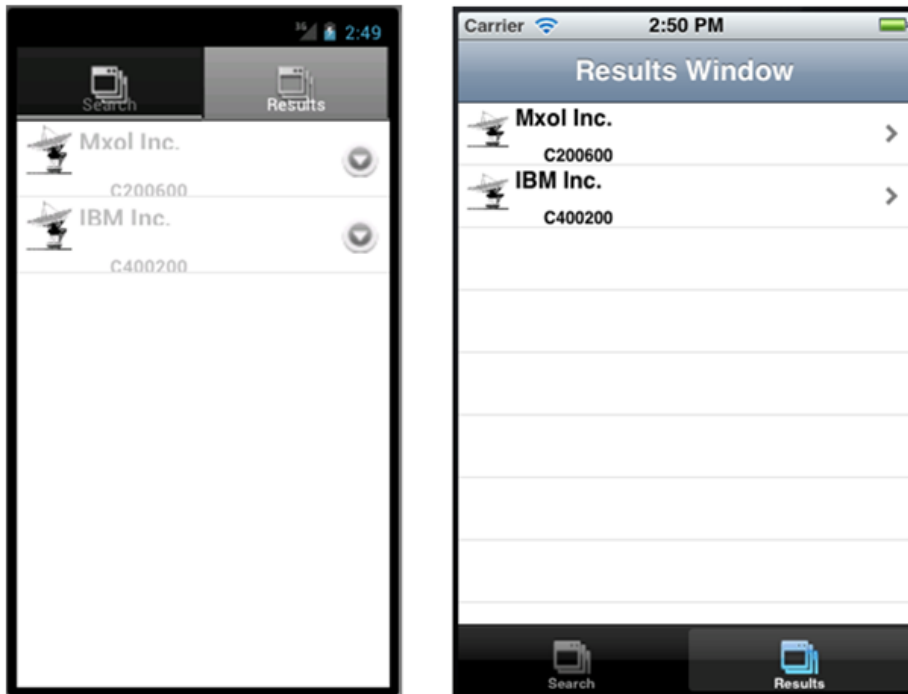 3G 2:49
Search Results
Mxol Inc.
C200600
IBM Inc.
C400200
Carrier 2:50 PM
Results Window
Mxol Inc.
C200600
IBM Inc.
C400200
Search Results